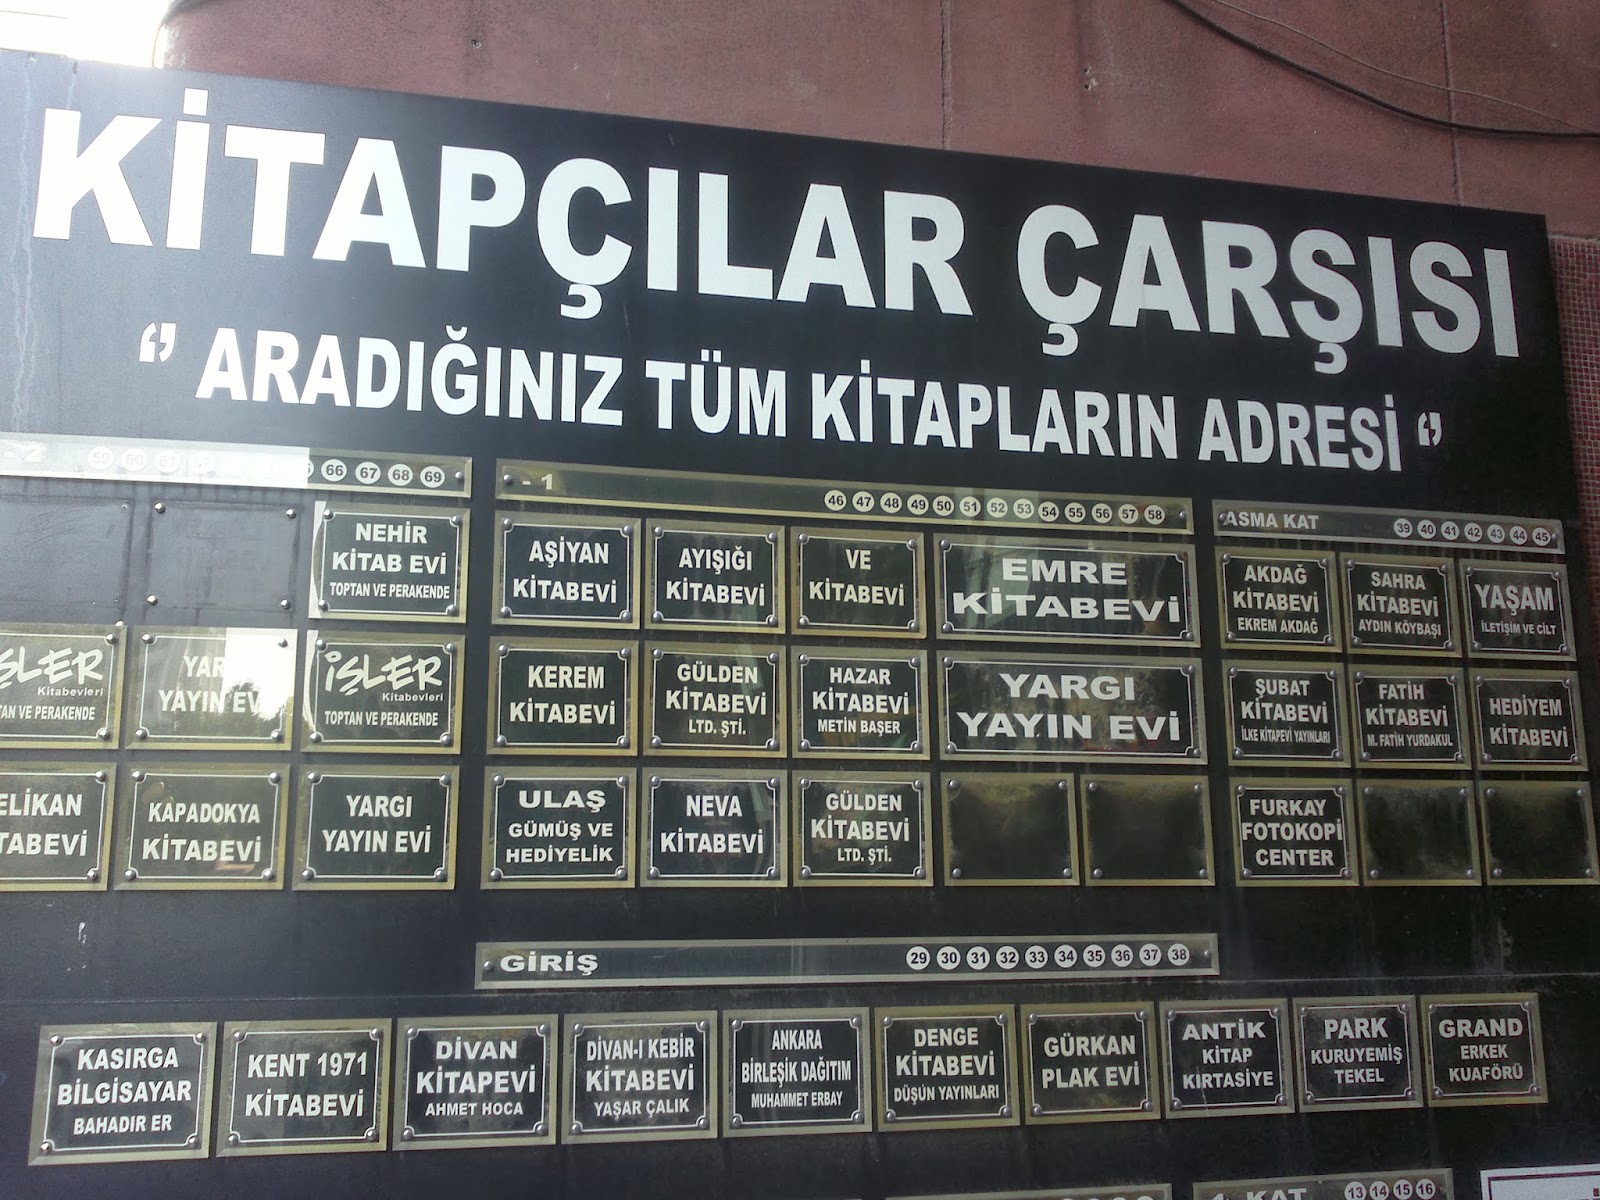 KİTAPÇILAR ÇARŞISI
“ ARADIĞINIZ TÜM KİTAPLARIN ADRESİ “
- 2 59 60 66 67 68 69
NEHİR
KİTAB EVİ
TOPTAN VE PERAKENDE
İŞLER
Kitabevleri
TOPTAN VE PERAKENDE
YAYIN EVİ
KAPADOKYA
KİTABEVİ
YARGI
YAYIN EVİ
- 1 46 47 48 49 50 51 52 53 54 55 56 57 58
AŞİYAN
KİTABEVİ
AYIŞIĞI
KİTABEVİ
VE
KİTABEVİ
EMRE
KİTABEVİ
KEREM
KİTABEVİ
GÜLDEN
KİTABEVİ
LTD. ŞTİ.
HAZAR
KİTABEVİ
METİN BAŞER
YARGI
YAYIN EVİ
ULAŞ
GÜMÜŞ VE
HEDİYELİK
NEVA
KİTABEVİ
GÜLDEN
KİTABEVİ
LTD. ŞTİ.
ASMA KAT 39 40 41 42 43 44 45
AKDAĞ
KİTABEVİ
EKREM AKDAĞ
SAHRA
KİTABEVİ
AYDIN KÖYBAŞI
YAŞAM
İLETİŞİM VE CİLT
ŞUBAT
KİTABEVİ
İLKE KİTAPEVİ YAYINLARI
FATİH
KİTABEVİ
M. FATİH YURDAKUL
HEDİYEM
KİTABEVİ
FURKAY
FOTOKOPİ
CENTER
GİRİŞ 29 30 31 32 33 34 35 36 37 38
KASIRGA
BİLGİSAYAR
BAHADIR ER
KENT 1971
KİTABEVİ
DİVAN
KİTAPEVİ
AHMET HOCA
DİVAN-I KEBİR
KİTABEVİ
YAŞAR ÇALIK
ANKARA
BİRLEŞİK DAĞITIM
MUHAMMET ERBAY
DENGE
KİTABEVİ
DÜŞÜN YAYINLARI
GÜRKAN
PLAK EVİ
ANTİK
KİTAP
KIRTASİYE
PARK
KURUYEMİŞ
TEKEL
GRAND
ERKEK
KUAFÖRÜ
1. KAT 13 14 15 16